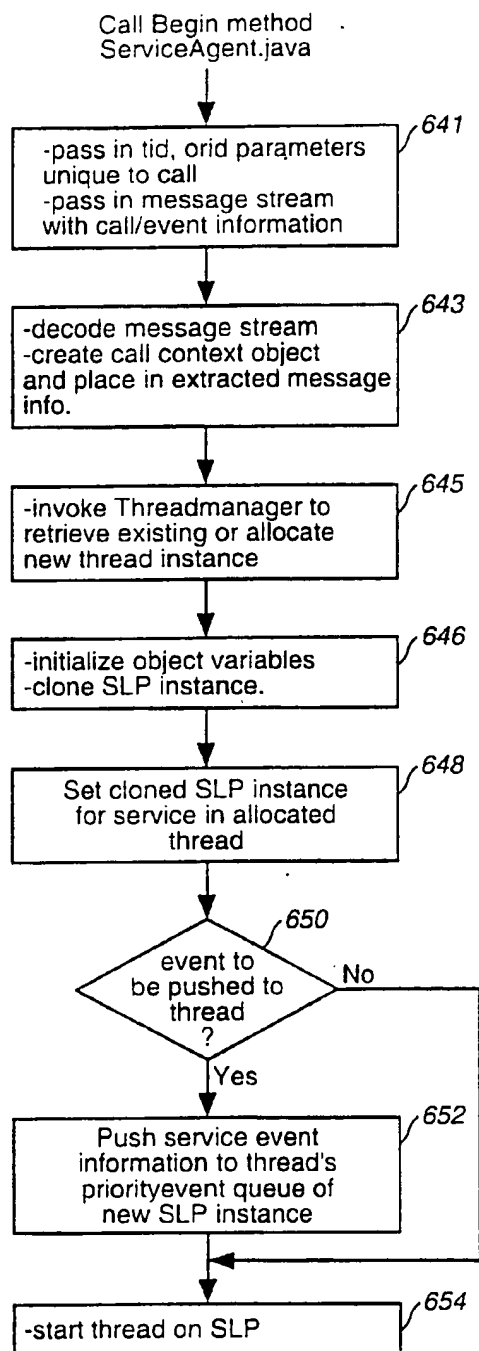 Call Begin method
ServiceAgent.java
641
-pass in tid, orid parameters
unique to call
-pass in message stream
with call/event information
643
-decode message stream
-create call context object
and place in extracted message
info.
645
-invoke Threadmanager to
retrieve existing or allocate
new thread instance
646
-initialize object variables
-clone SLP instance.
648
Set cloned SLP instance
for service in allocated
thread
650
event to
be pushed to
thread
?
No
Yes
652
Push service event
information to thread's
priorityevent queue of
new SLP instance
654
-start thread on SLP